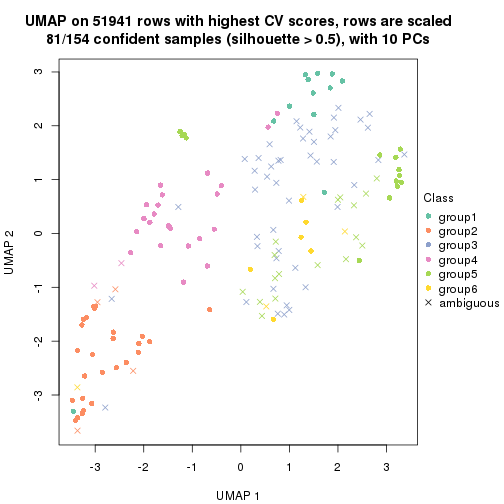 UMAP on 51941 rows with highest CV scores, rows are scaled
81/154 confident samples (silhouette > 0.5), with 10 PCs
3
2
1
0
-1
-2
-3
UMAP 2
-3
-2
-1
0
1
2
3
UMAP 1
Class
group1
group2
group3
group4
group5
group6
ambiguous